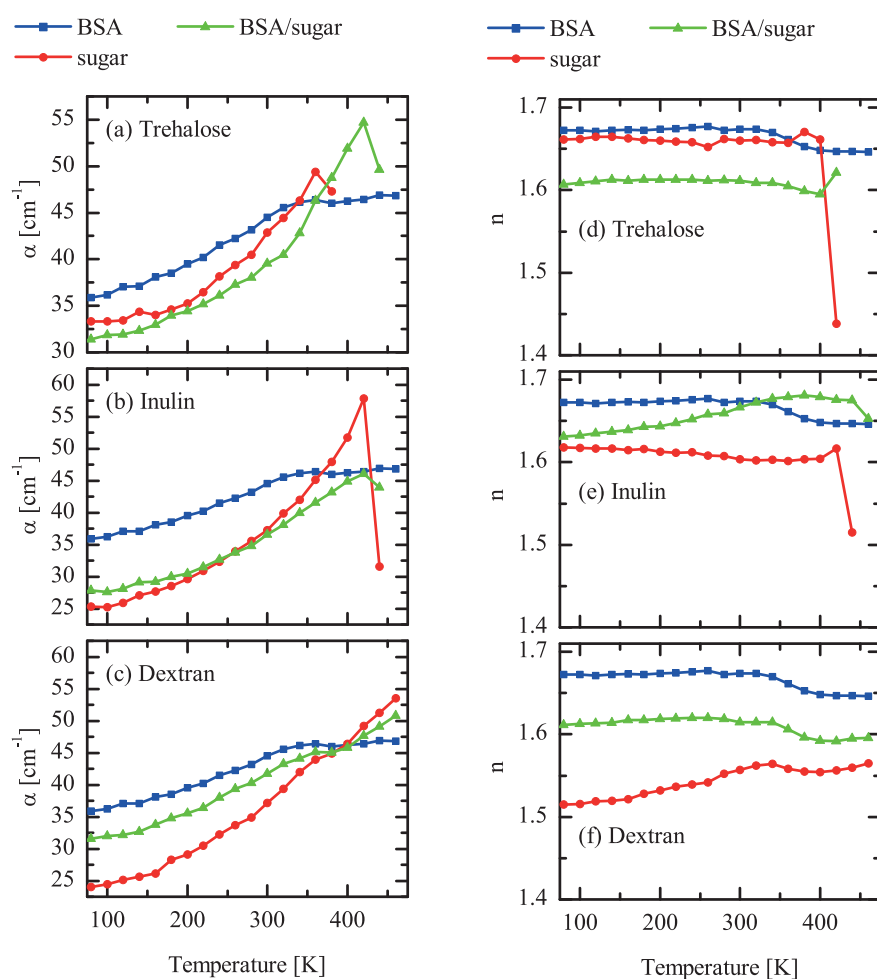 BSA
BSA/sugar
sugar
(a) Trehalose
α [cm⁻¹]
55
50
45
40
35
30
(b) Inulin
α [cm⁻¹]
60
55
50
45
40
35
30
25
(c) Dextran
α [cm⁻¹]
60
55
50
45
40
35
30
25
100
200
300
400
Temperature [K]
BSA
BSA/sugar
sugar
1.7
1.6
1.5
1.4
n
(d) Trehalose
1.7
1.6
1.5
1.4
n
(e) Inulin
1.7
1.6
1.5
1.4
n
(f) Dextran
100
200
300
400
Temperature [K]